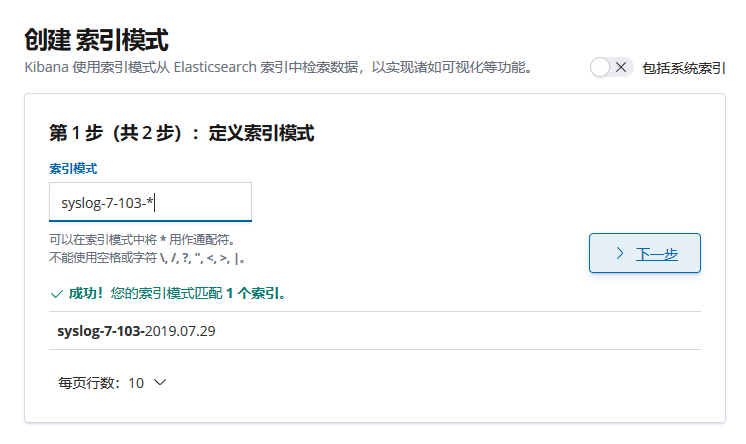 创建 索引模式
Kibana 使用索引模式从 Elasticsearch 索引中检索数据，以实现诸如可视化等功能。
包括系统索引
第 1 步（共 2 步）：定义索引模式
索引模式
syslog-7-103-*
可以在索引模式中将 * 用作通配符。
不能使用空格或字符 \, /, ?, ", <, >, |。
下一步
成功！您的索引模式匹配 1 个索引。
syslog-7-103-2019.07.29
每页行数：10